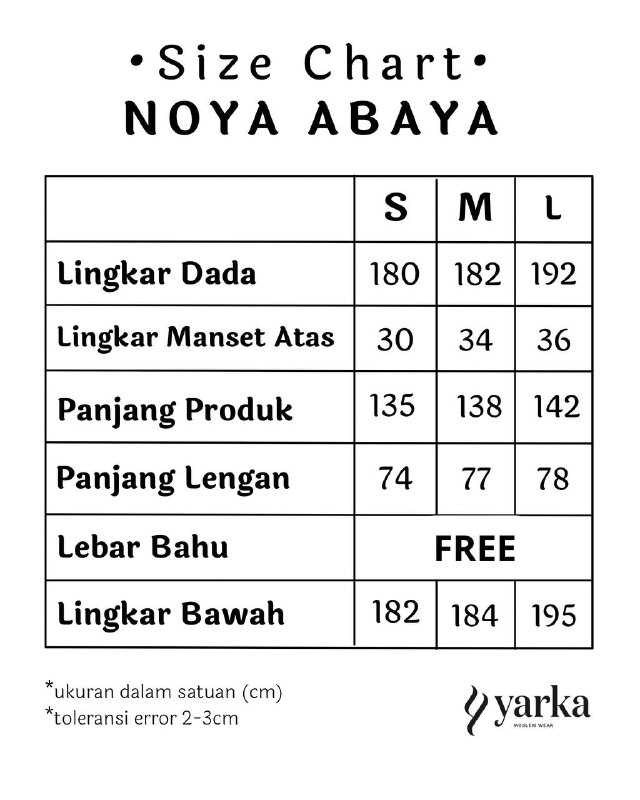 •Size Chart•
NOYA ABAYA
S M L
Lingkar Dada 180 182 192
Lingkar Manset Atas 30 34 36
Panjang Produk 135 138 142
Panjang Lengan 74 77 78
Lebar Bahu FREE
Lingkar Bawah 182 184 195
*ukuran dalam satuan (cm)
*toleransi error 2-3cm
yarka
MOSLEM WEAR